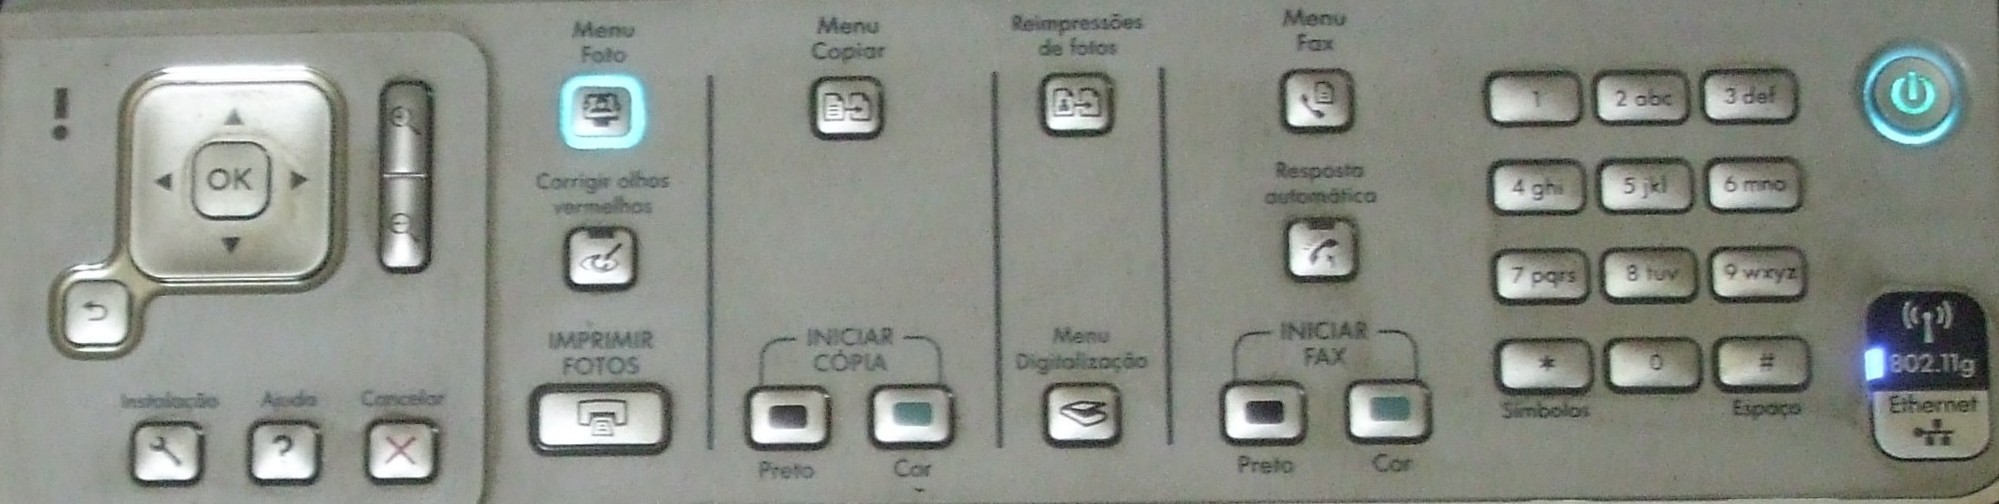 !
OK
Instalação
Ajuda
Cancelar
?
Menu
Foto
Corrigir olhos
vermelhos
IMPRIMIR
FOTOS
Menu
Copiar
INICIAR
CÓPIA
Preto
Cor
Reimpressões
de fotos
Menu
Digitalização
Menu
Fax
Resposta
automática
INICIAR
FAX
Preto
Cor
1 2 abc 3 def
4 ghi 5 jkl 6 mno
7 pqrs 8 tuv 9 wxyz
* 0 #
Símbolos Espaço
802.11g
Ethernet